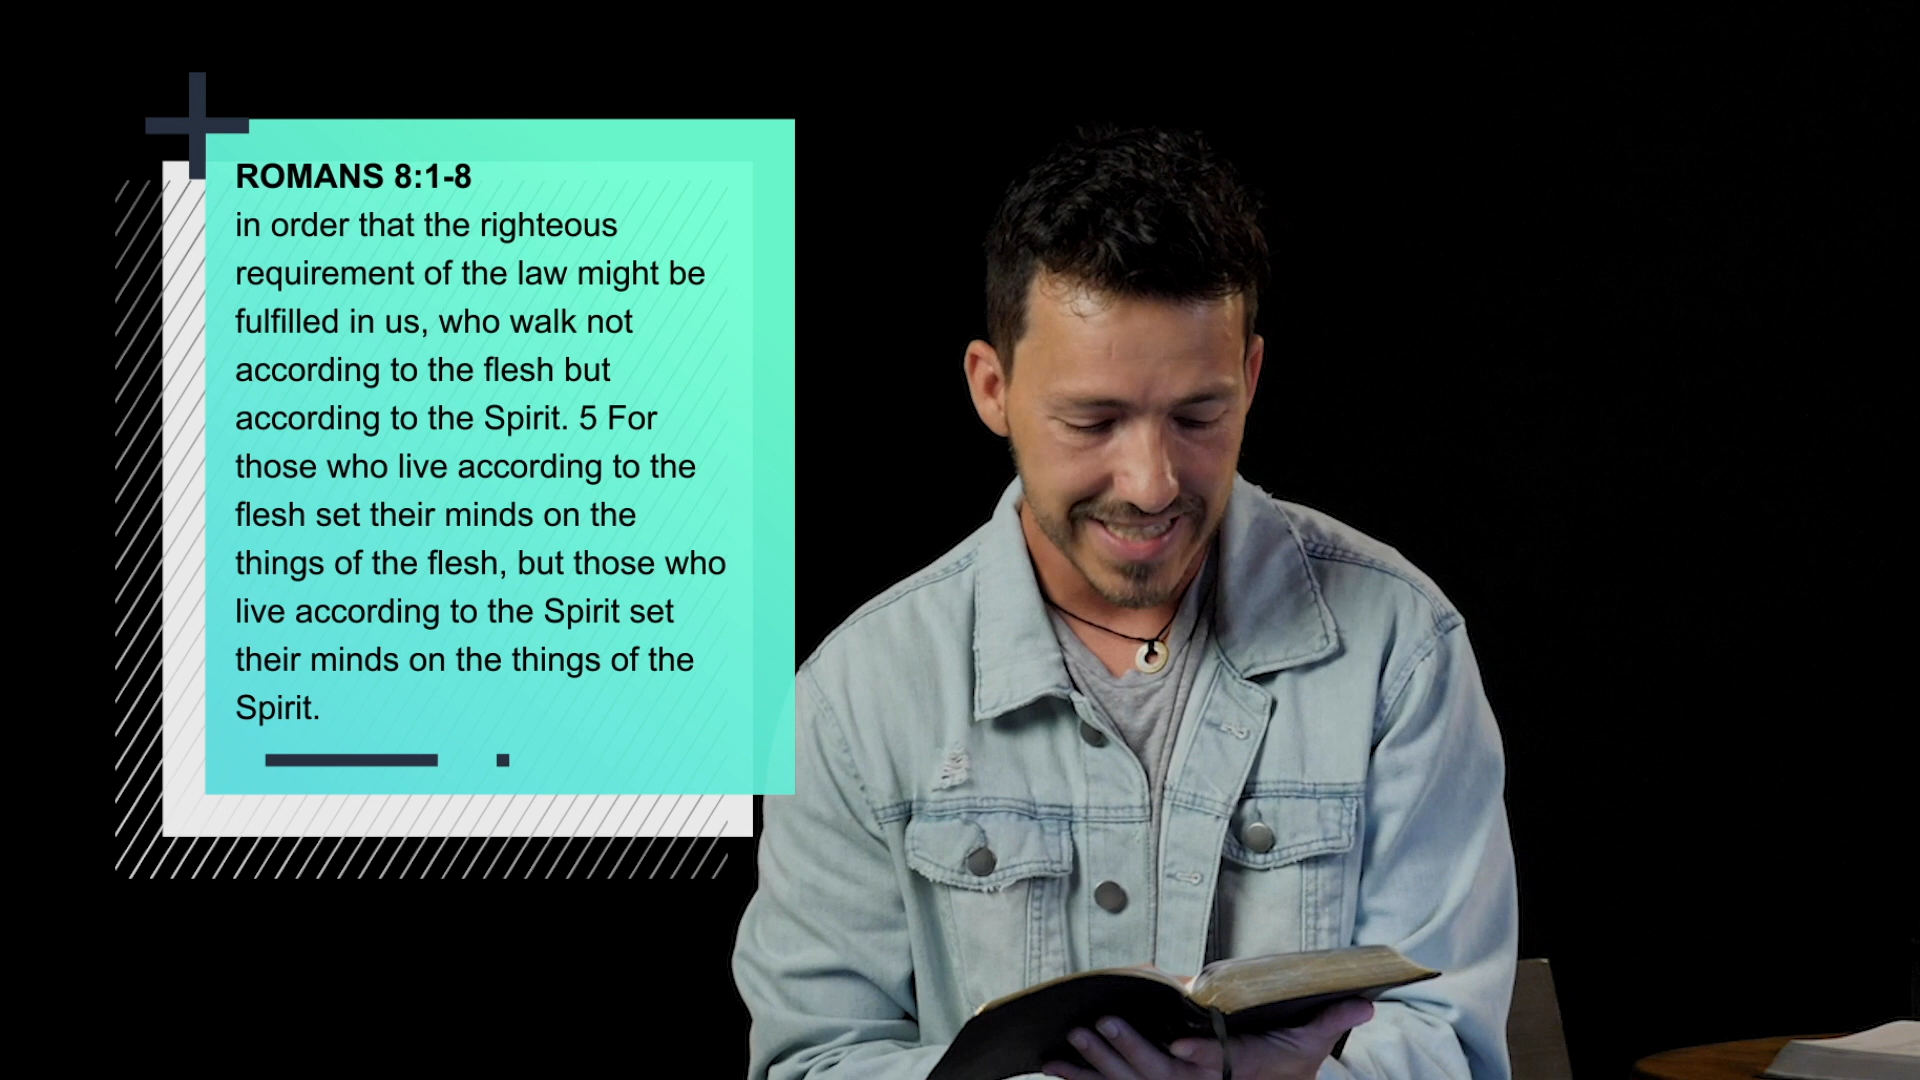 ROMANS 8:1-8
in order that the righteous
requirement of the law might be
fulfilled in us, who walk not
according to the flesh but
according to the Spirit. 5 For
those who live according to the
flesh set their minds on the
things of the flesh, but those who
live according to the Spirit set
their minds on the things of the
Spirit.